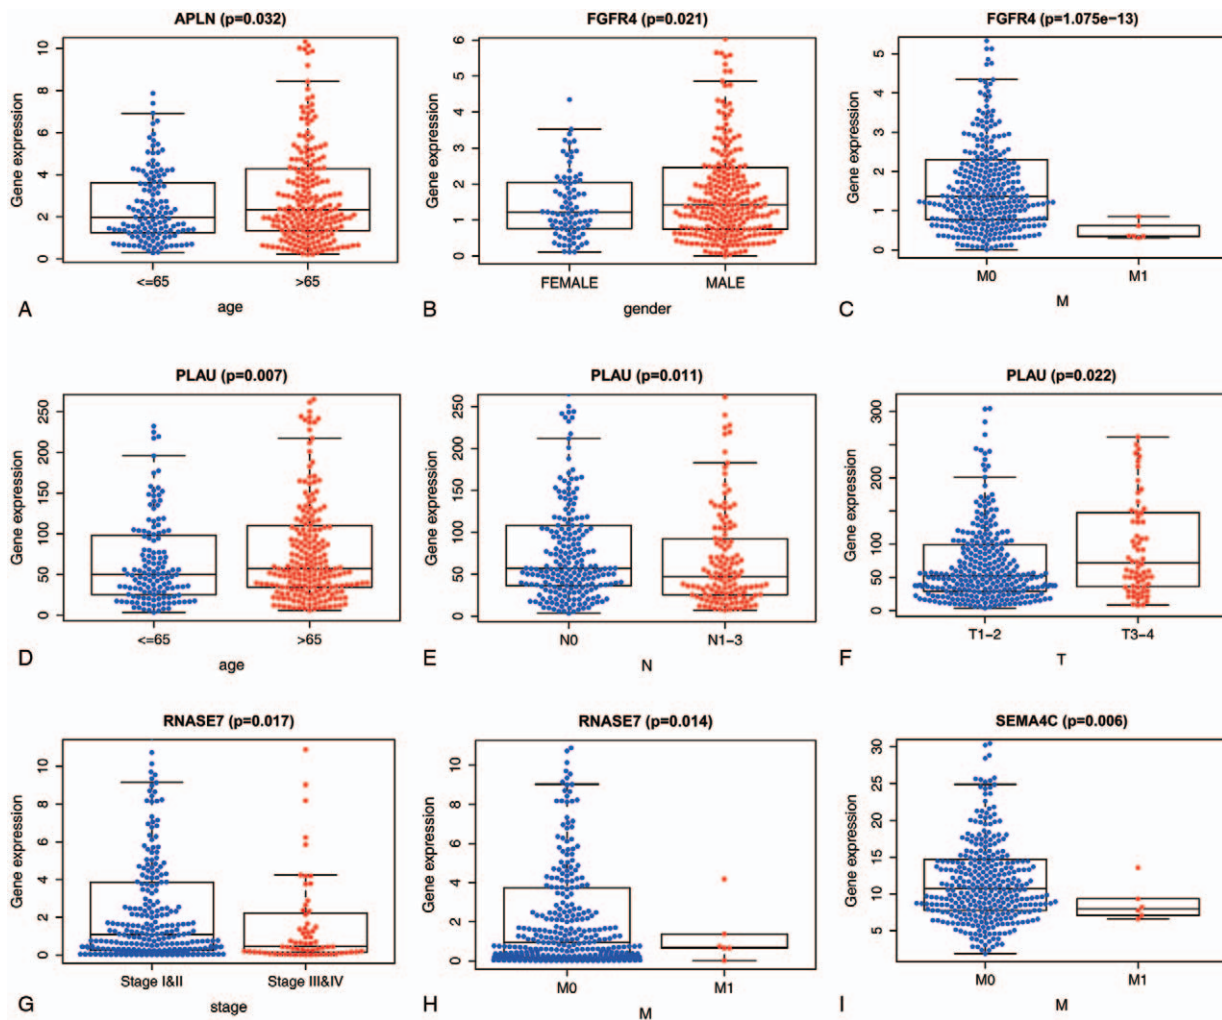 APLN (p=0.032)
Gene expression
10
8
6
4
2
0
<=65
>65
A
age
FGFR4 (p=0.021)
Gene expression
6
5
4
3
2
1
0
FEMALE
MALE
B
gender
FGFR4 (p=1.075e−13)
Gene expression
5
4
3
2
1
0
M0
M1
C
M
PLAU (p=0.007)
Gene expression
250
200
150
100
50
0
<=65
>65
D
age
PLAU (p=0.011)
Gene expression
250
200
150
100
50
0
N0
N1−3
E
N
PLAU (p=0.022)
Gene expression
300
200
100
50
0
T1−2
T3−4
F
T
RNASE7 (p=0.017)
Gene expression
10
8
6
4
2
0
Stage I&II
Stage III&IV
G
stage
RNASE7 (p=0.014)
Gene expression
10
8
6
4
2
0
M0
M1
H
M
SEMA4C (p=0.006)
Gene expression
30
25
20
15
10
5
M0
M1
I
M